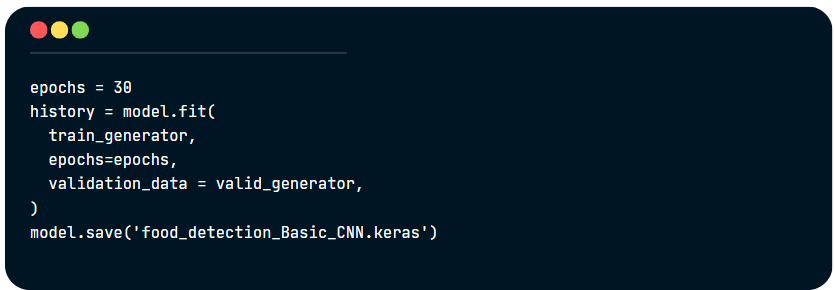 epochs = 30
history = model.fit(
  train_generator,
  epochs=epochs,
  validation_data = valid_generator,
)
model.save('food_detection_Basic_CNN.keras')